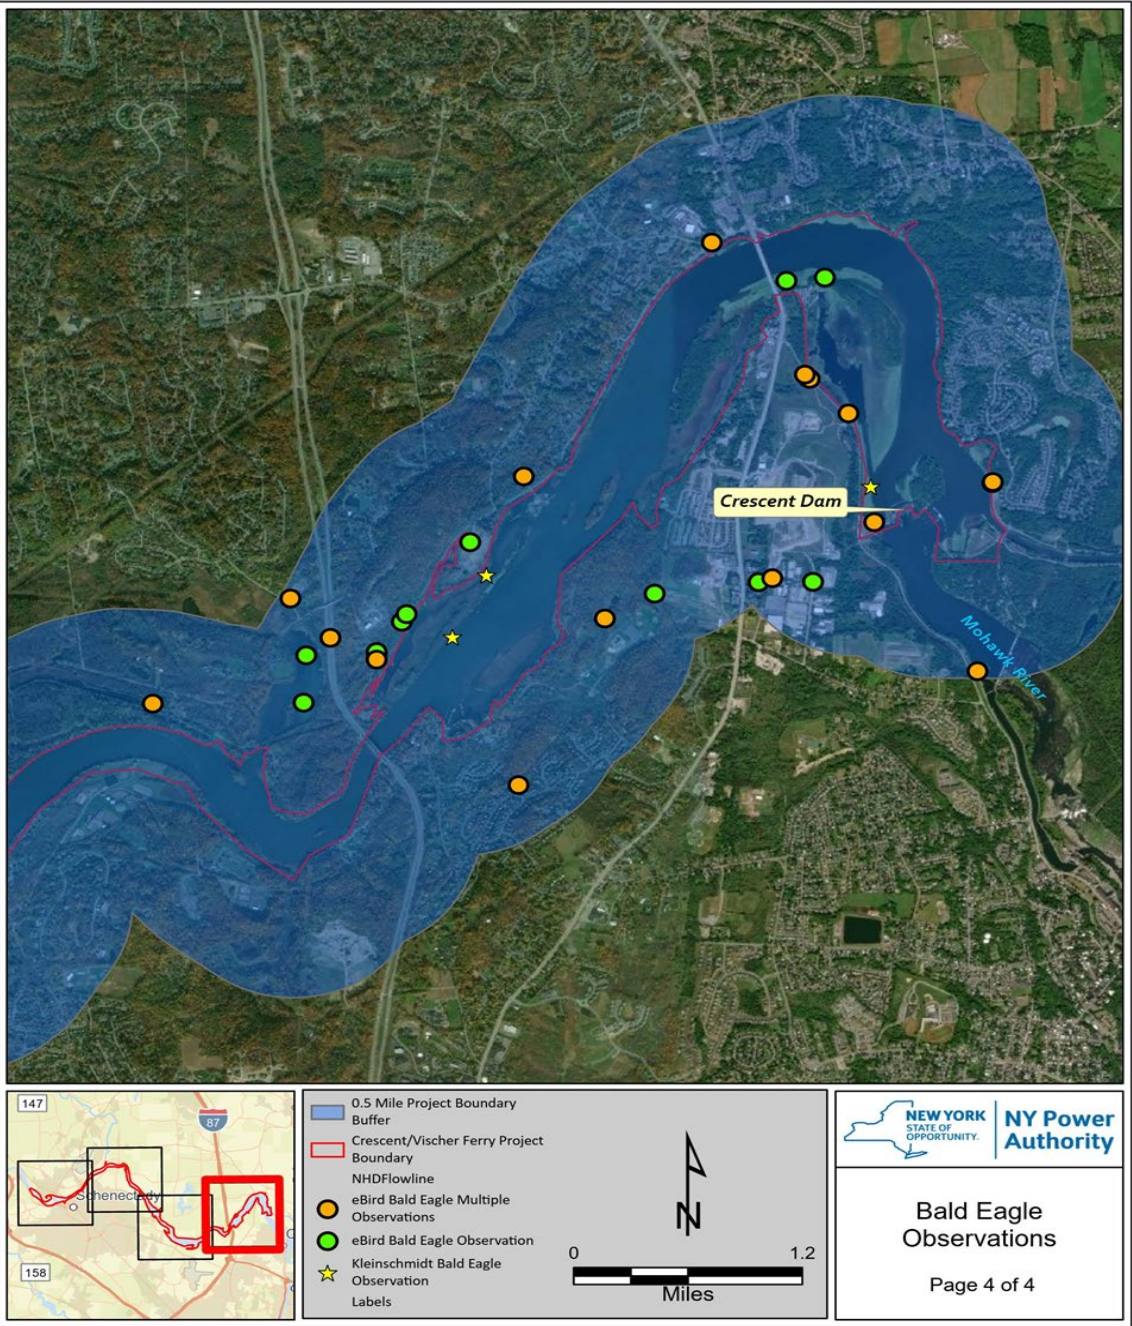 Crescent Dam
Mohawk River
147
87
Schenectady
158
0.5 Mile Project Boundary
Buffer
Crescent/Vischer Ferry Project
Boundary
NHDFlowline
eBird Bald Eagle Multiple
Observations
eBird Bald Eagle Observation
Kleinschmidt Bald Eagle
Observation
Labels
N
0 1.2
Miles
NEW YORK
STATE OF
OPPORTUNITY.
NY Power
Authority
Bald Eagle
Observations
Page 4 of 4